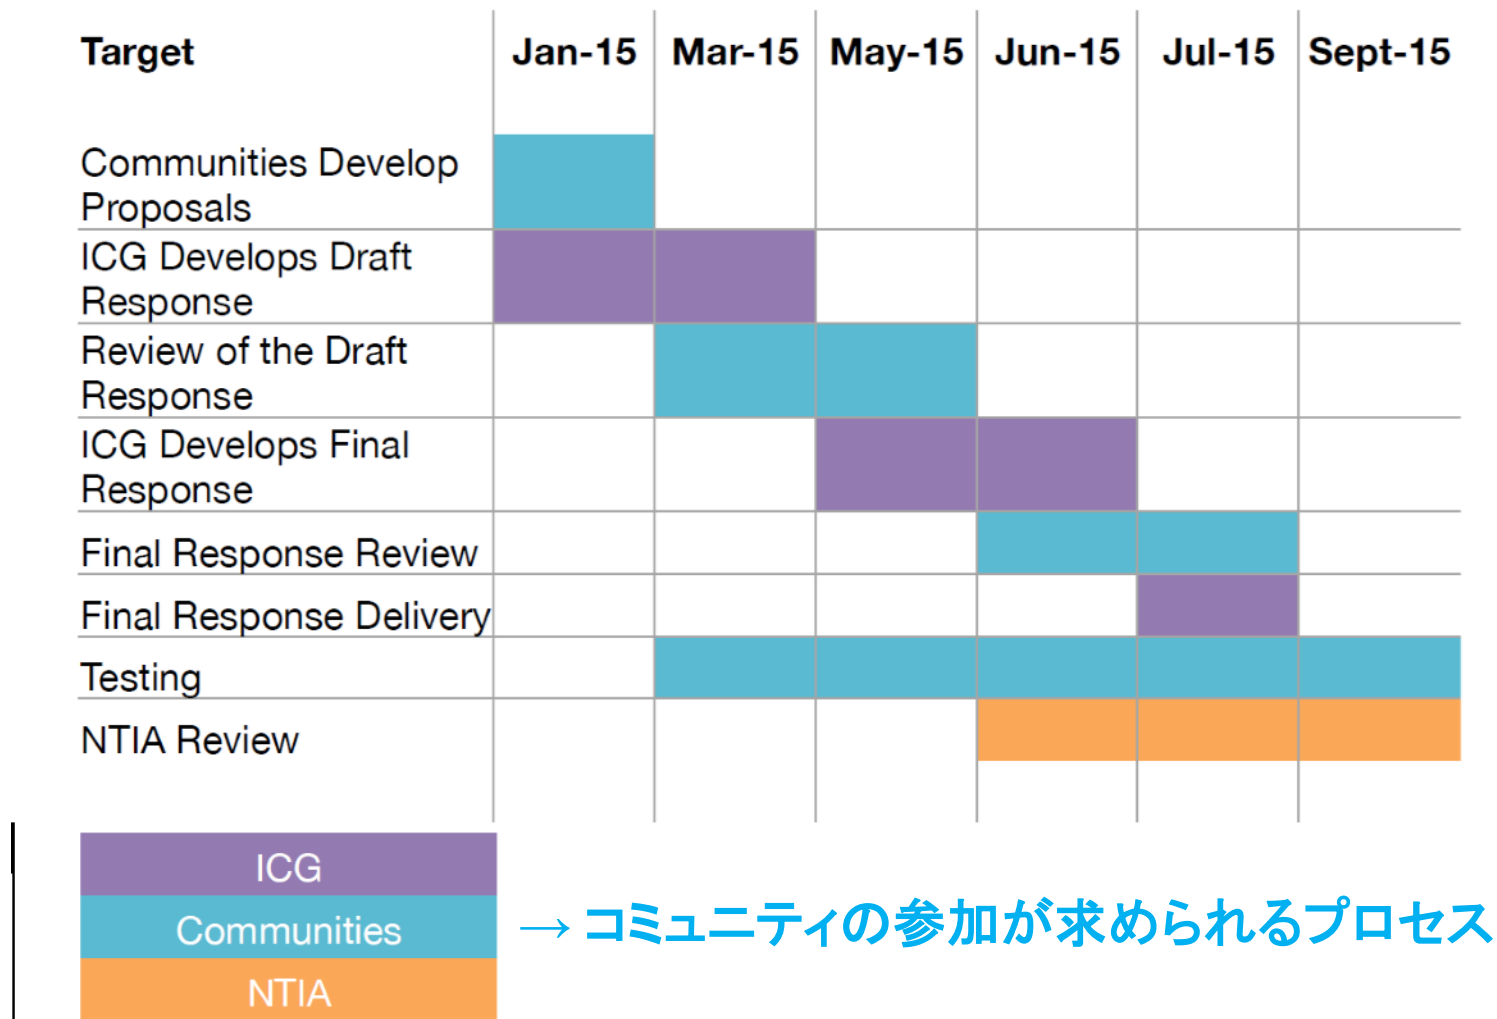 Target Jan-15 Mar-15 May-15 Jun-15 Jul-15 Sept-15
Communities Develop
Proposals
ICG Develops Draft
Response
Review of the Draft
Response
ICG Develops Final
Response
Final Response Review
Final Response Delivery
Testing
NTIA Review
ICG
Communities
→ コミュニティの参加が求められるプロセス
NTIA